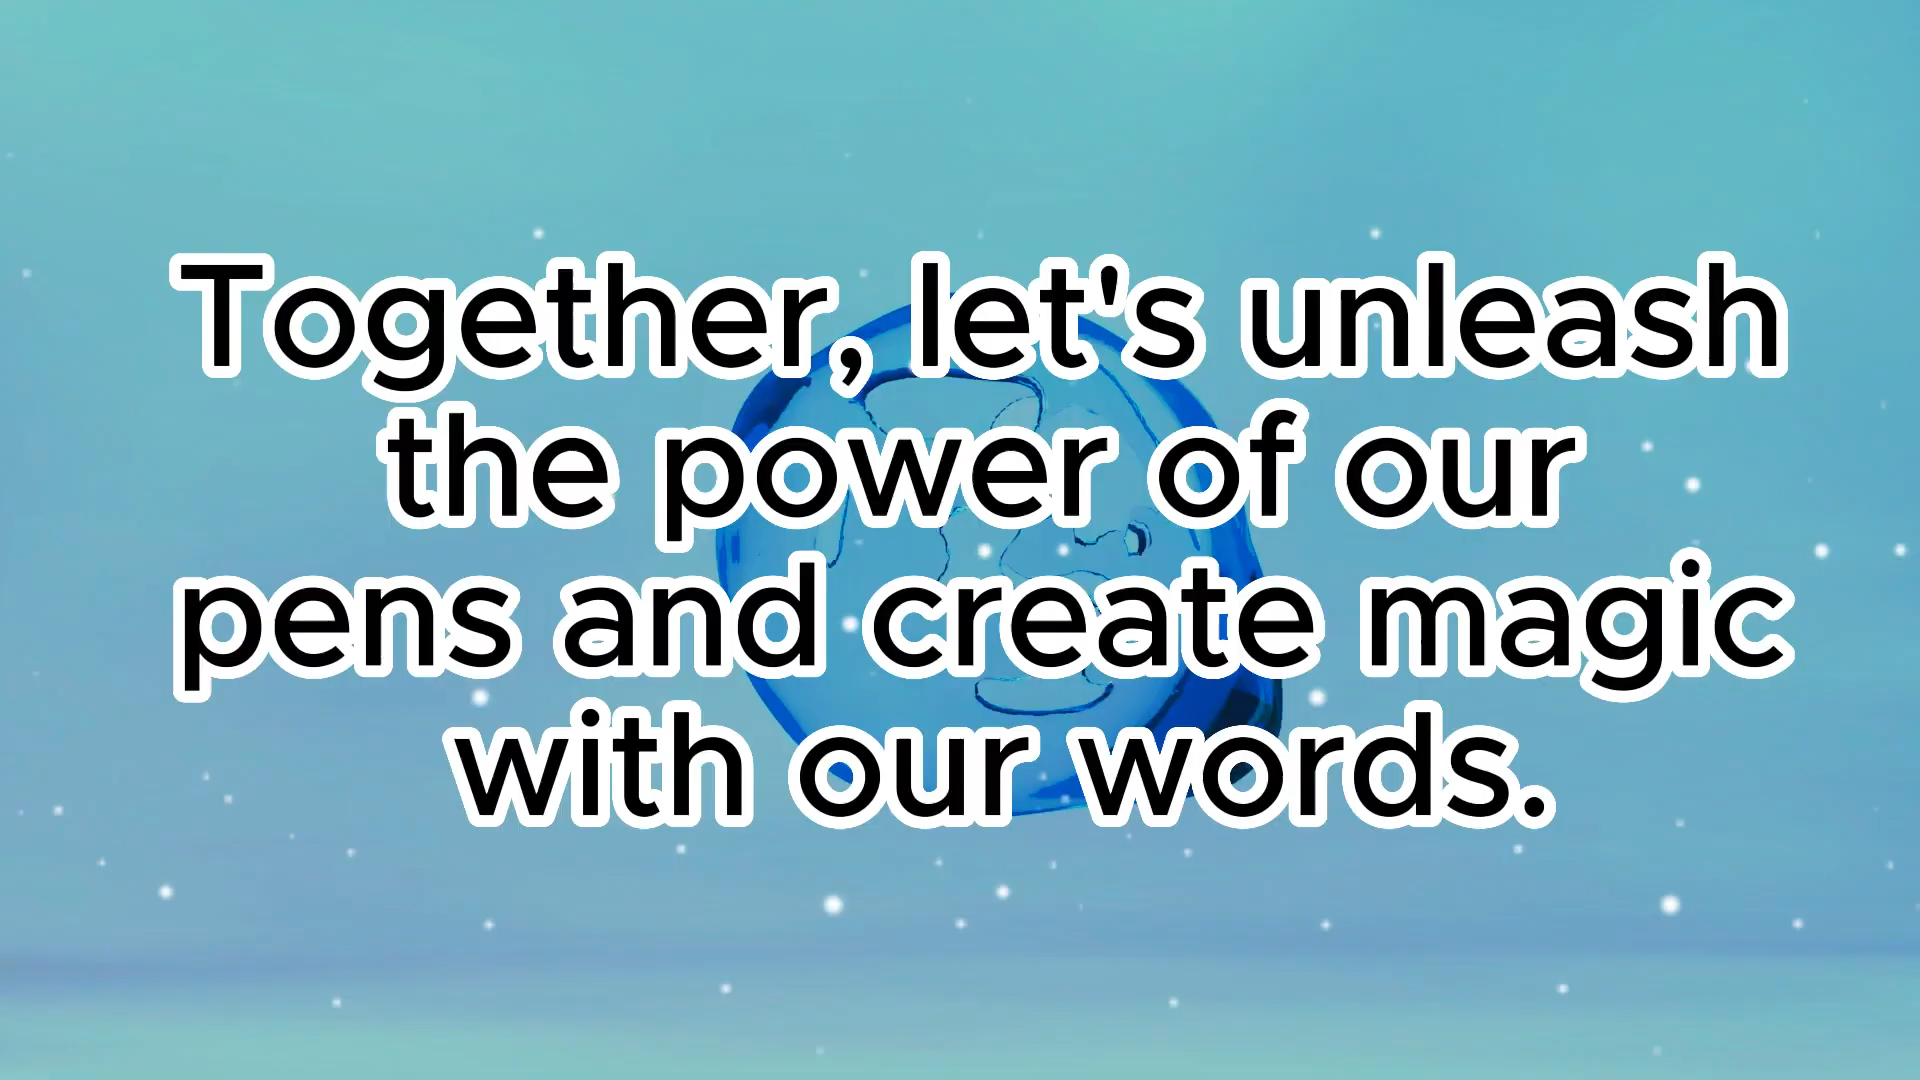 Together, let's unleash
the power of our
pens and create magic
with our words.